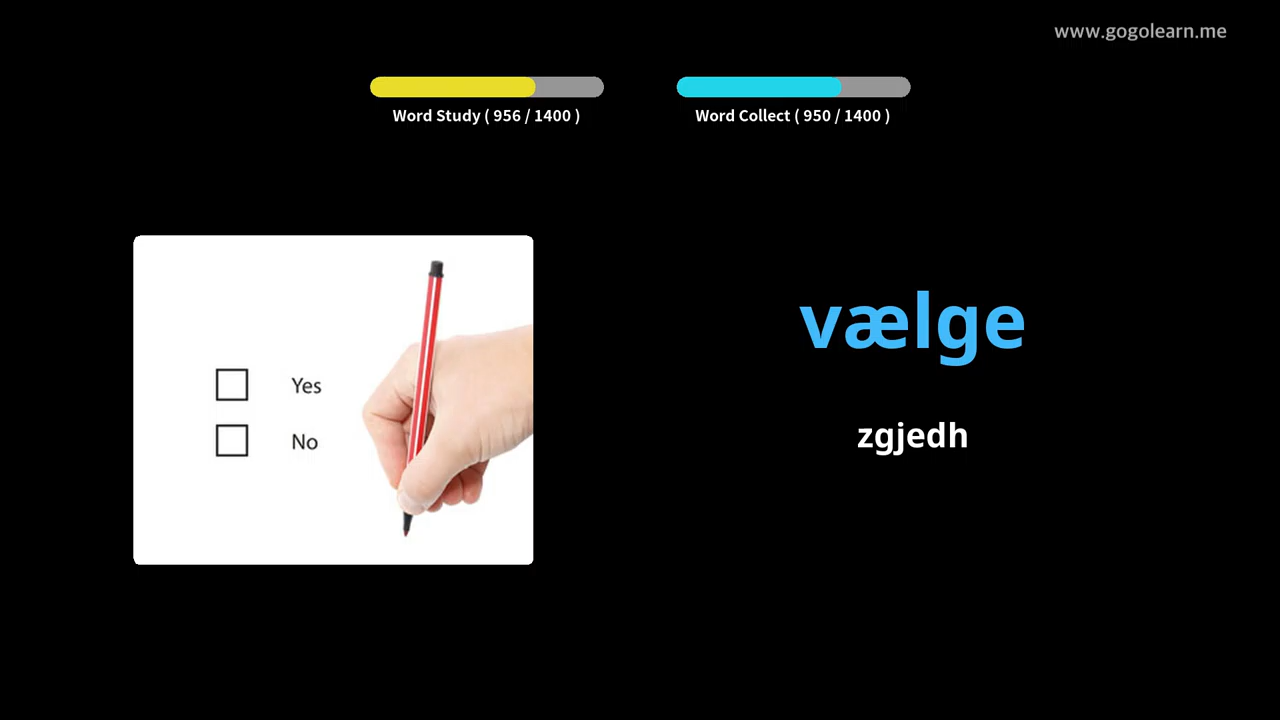 www.gogolearn.me
Word Study ( 956 / 1400 )
Word Collect ( 950 / 1400 )
vælge
zgjedh
Yes
No